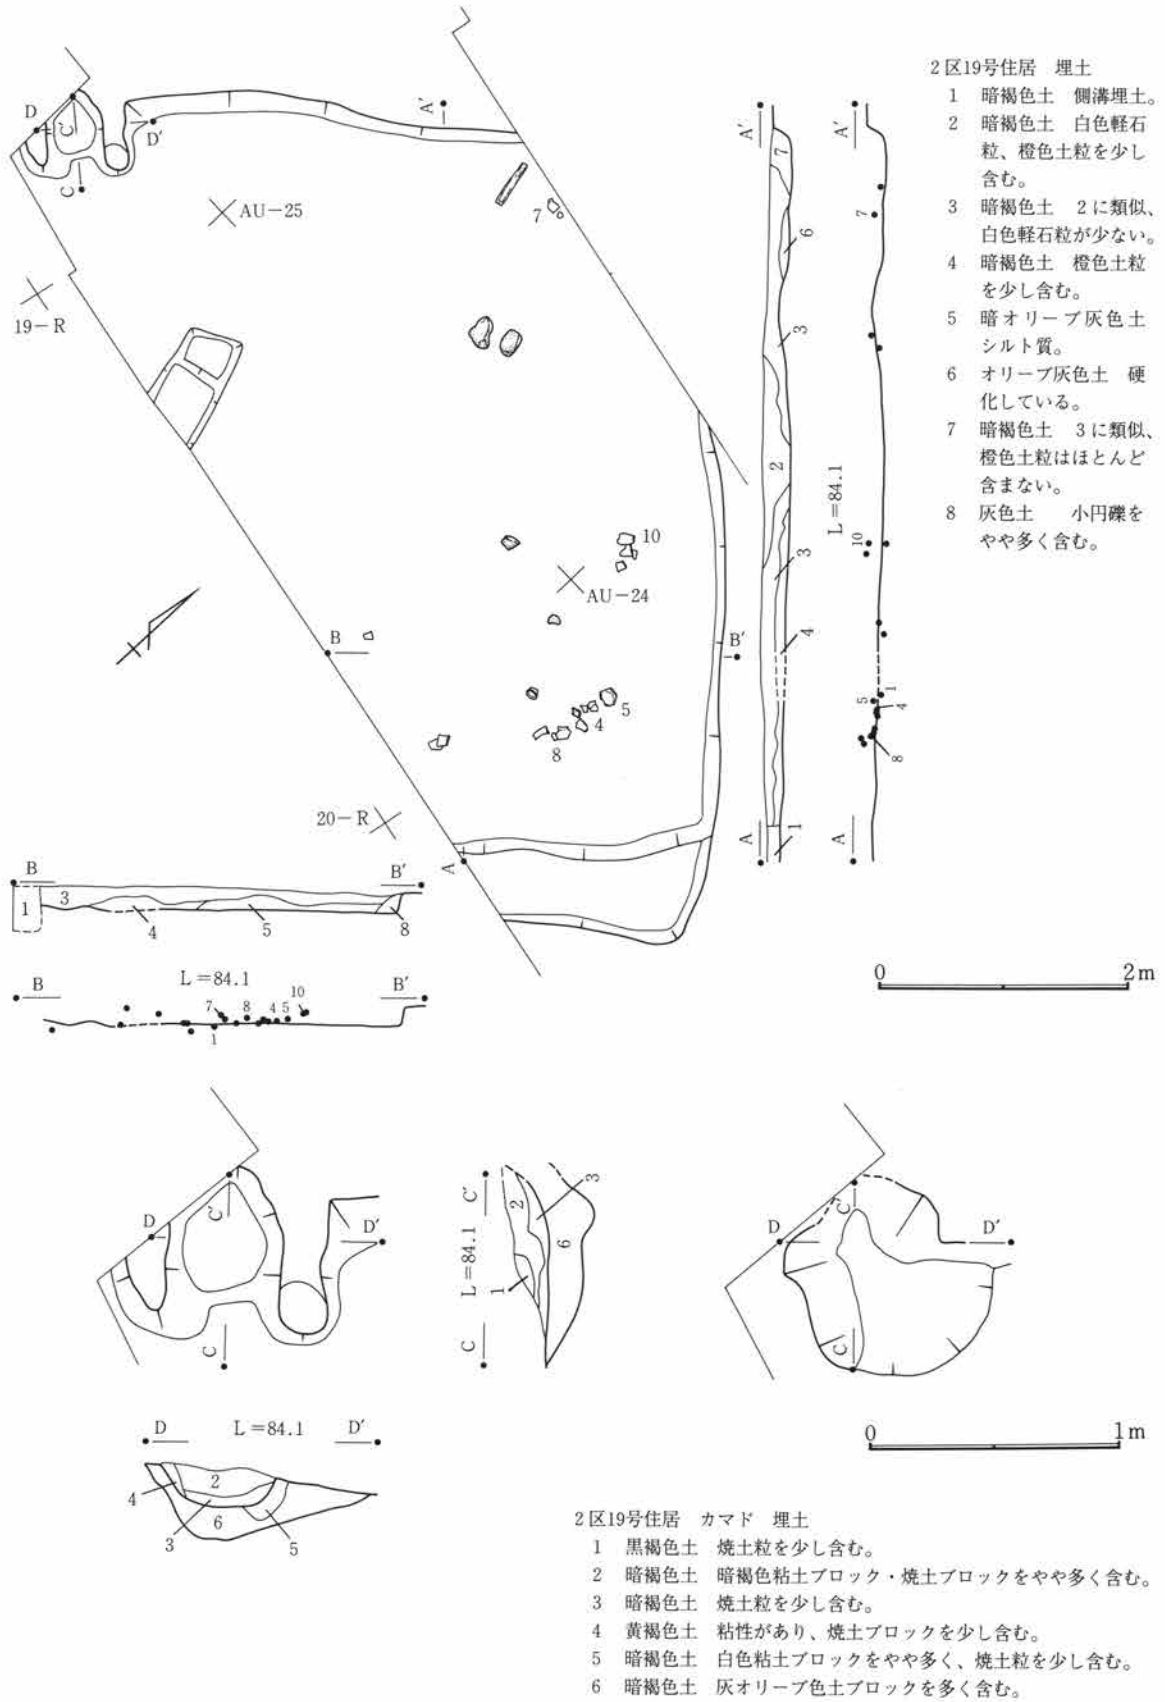 2区19号住居 埋土
1 暗褐色土 側溝埋土。
2 暗褐色土 白色軽石
粒、橙色土粒を少し
含む。
3 暗褐色土 2に類似、
白色軽石粒が少ない。
4 暗褐色土 橙色土粒
を少し含む。
5 暗オリーブ灰色土
シルト質。
6 オリーブ灰色土 硬
化している。
7 暗褐色土 3に類似、
橙色土粒はほとんど
含まない。
8 灰色土 小円礫を
やや多く含む。
D
C'
D'
C
A'
AU-25
7
19-R
10
AU-24
B
B'
5
4
8
20-R
A
A'
7
6
3
2
3
4
A
1
A'
7
L=84.1
10
1
5
4
8
A
B
B'
1
3
4
5
8
L=84.1
B
B'
7
8
4
5
10
1
0
2m
D
C'
D'
C
C'
L=84.1
C
2
3
6
1
D
C'
D'
C
D
L=84.1
D'
2
4
6
3
5
0
1m
2区19号住居 カマド 埋土
1 黒褐色土 焼土粒を少し含む。
2 暗褐色土 暗褐色粘土ブロック・焼土ブロックをやや多く含む。
3 暗褐色土 焼土粒を少し含む。
4 黄褐色土 粘性があり、焼土ブロックを少し含む。
5 暗褐色土 白色粘土ブロックをやや多く、焼土粒を少し含む。
6 暗褐色土 灰オリーブ色土ブロックを多く含む。